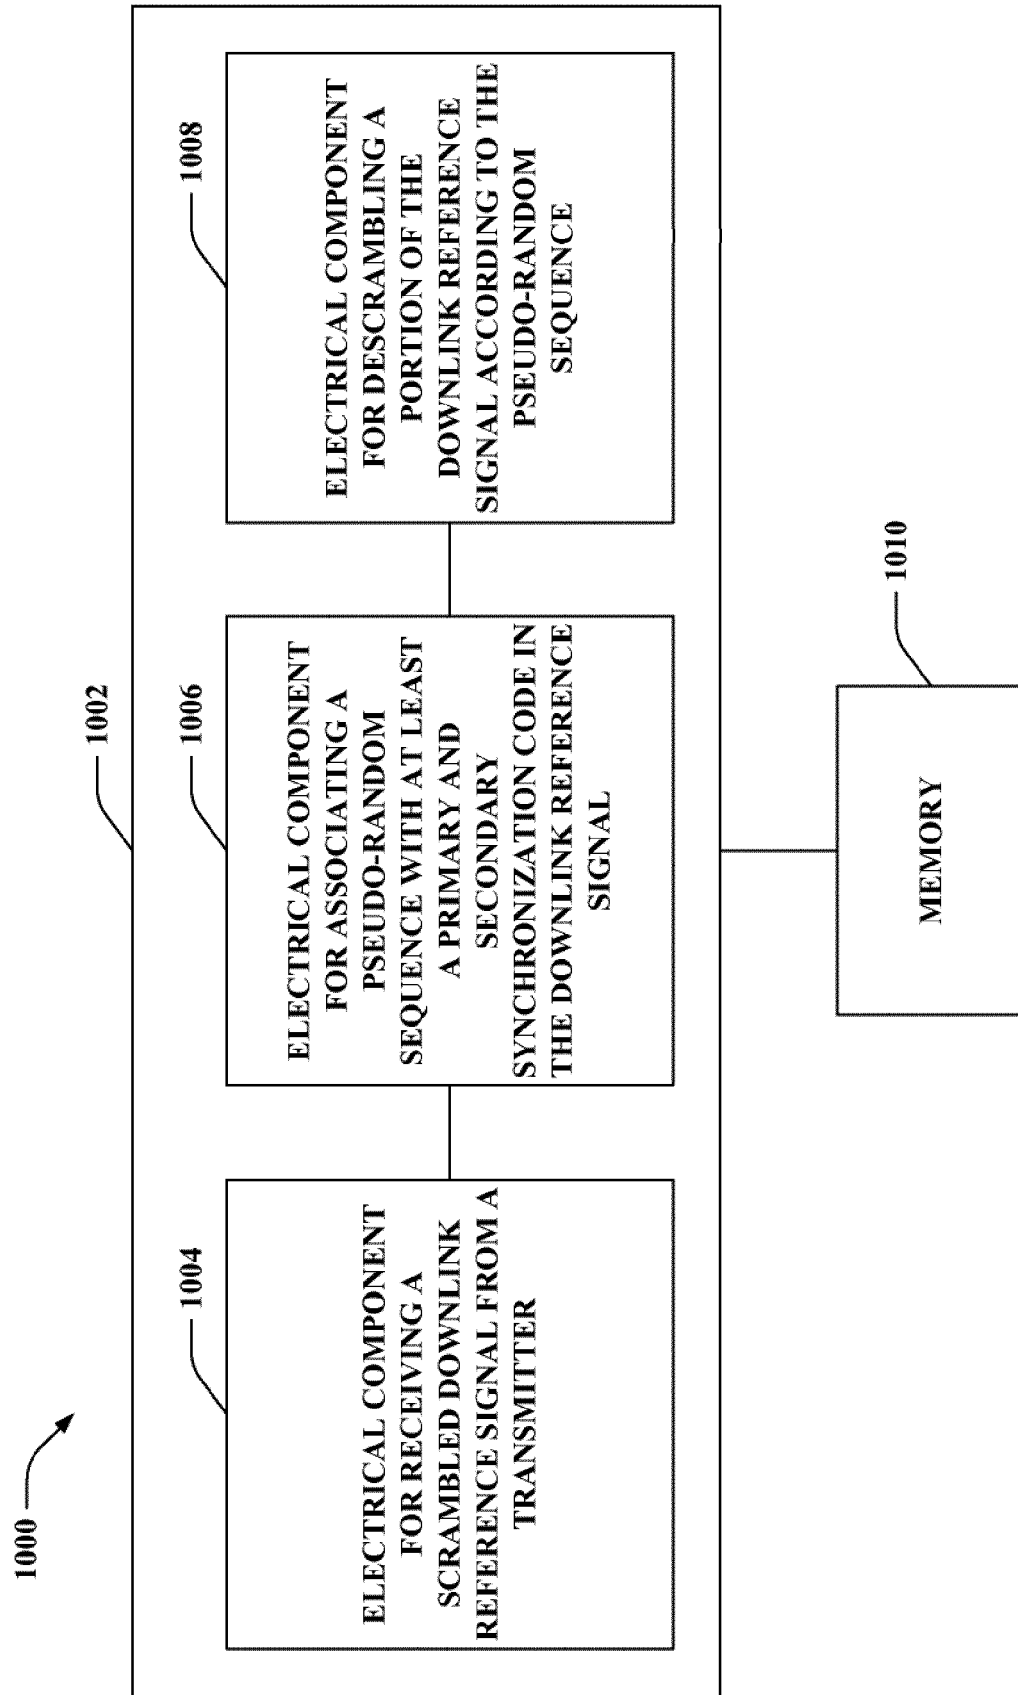 1000
1002
1004
ELECTRICAL COMPONENT
FOR RECEIVING A
SCRAMBLED DOWNLINK
REFERENCE SIGNAL FROM A
TRANSMITTER
1006
ELECTRICAL COMPONENT
FOR ASSOCIATING A
PSEUDO-RANDOM
SEQUENCE WITH AT LEAST
A PRIMARY AND
SECONDARY
SYNCHRONIZATION CODE IN
THE DOWNLINK REFERENCE
SIGNAL
1008
ELECTRICAL COMPONENT
FOR DESCRAMBLING A
PORTION OF THE
DOWNLINK REFERENCE
SIGNAL ACCORDING TO THE
PSEUDO-RANDOM
SEQUENCE
1010
MEMORY